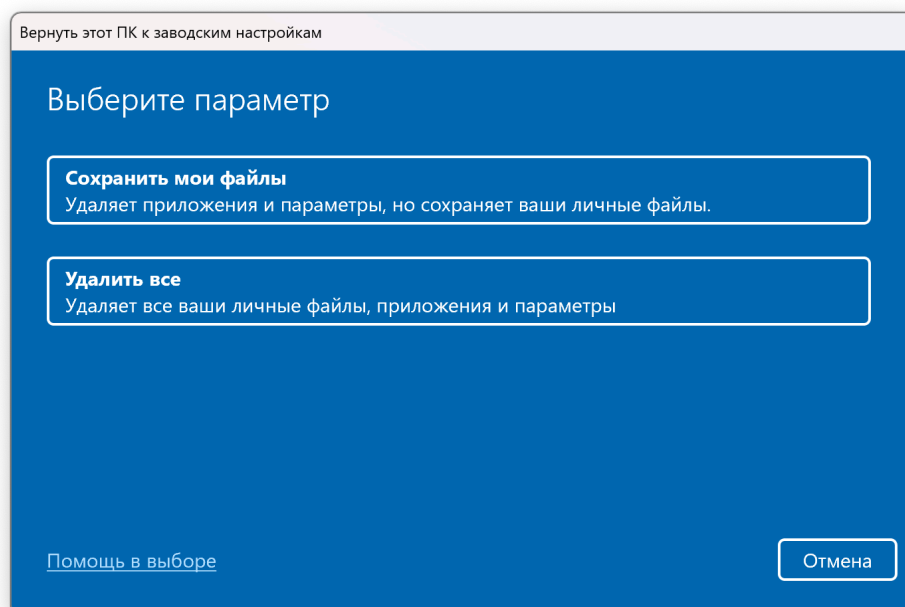 Вернуть этот ПК к заводским настройкам
Выберите параметр
Сохранить мои файлы
Удаляет приложения и параметры, но сохраняет ваши личные файлы.
Удалить все
Удаляет все ваши личные файлы, приложения и параметры
Помощь в выборе
Отмена